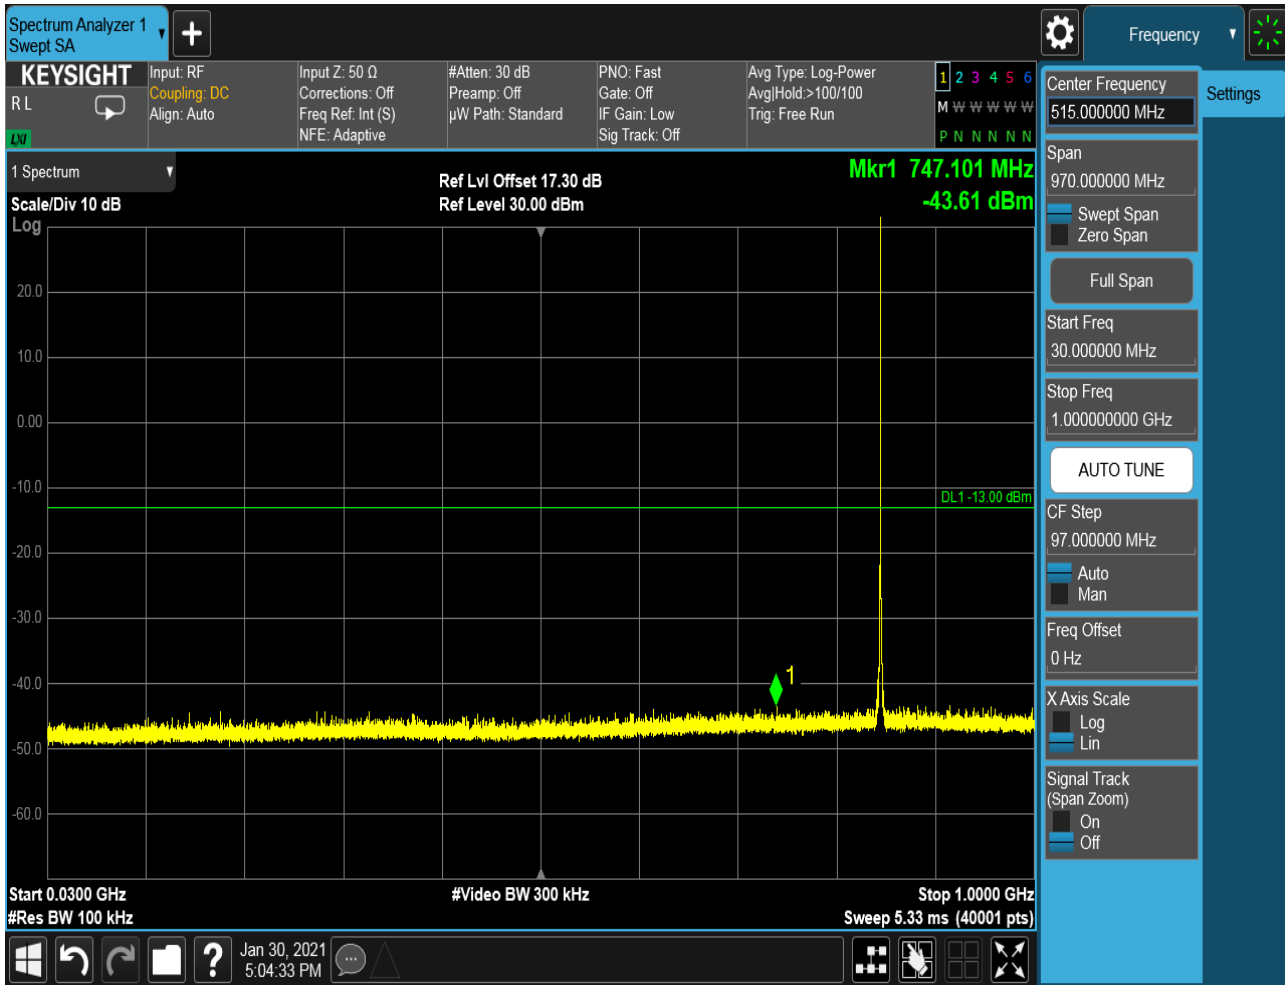 Spectrum Analyzer 1
Swept SA
Frequency
KEYSIGHT
R L
LXI
Input: RF
Coupling: DC
Align: Auto
Input Z: 50 Ω
Corrections: Off
Freq Ref: Int (S)
NFE: Adaptive
#Atten: 30 dB
Preamp: Off
µW Path: Standard
PNO: Fast
Gate: Off
IF Gain: Low
Sig Track: Off
Avg Type: Log-Power
Avg|Hold:>100/100
Trig: Free Run
1 2 3 4 5 6
M W W W W W
P N N N N N
1 Spectrum
Scale/Div 10 dB
Log
Ref Lvl Offset 17.30 dB
Ref Level 30.00 dBm
Mkr1 747.101 MHz
-43.61 dBm
20.0
10.0
0.00
-10.0
DL1 -13.00 dBm
-20.0
-30.0
-40.0
1
-50.0
-60.0
Start 0.0300 GHz
#Res BW 100 kHz
#Video BW 300 kHz
Stop 1.0000 GHz
Sweep 5.33 ms (40001 pts)
Center Frequency
515.000000 MHz
Settings
Span
970.000000 MHz
Swept Span
Zero Span
Full Span
Start Freq
30.000000 MHz
Stop Freq
1.000000000 GHz
AUTO TUNE
CF Step
97.000000 MHz
Auto
Man
Freq Offset
0 Hz
X Axis Scale
Log
Lin
Signal Track
(Span Zoom)
On
Off
?
Jan 30, 2021
5:04:33 PM